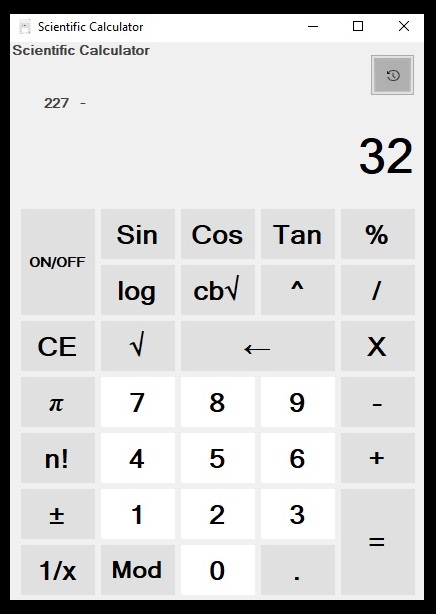 Scientific Calculator
Scientific Calculator
227 -
32
ON/OFF Sin Cos Tan %
log cb√ ^ /
CE √ ← X
π 7 8 9 -
n! 4 5 6 +
± 1 2 3 =
1/x Mod 0 .